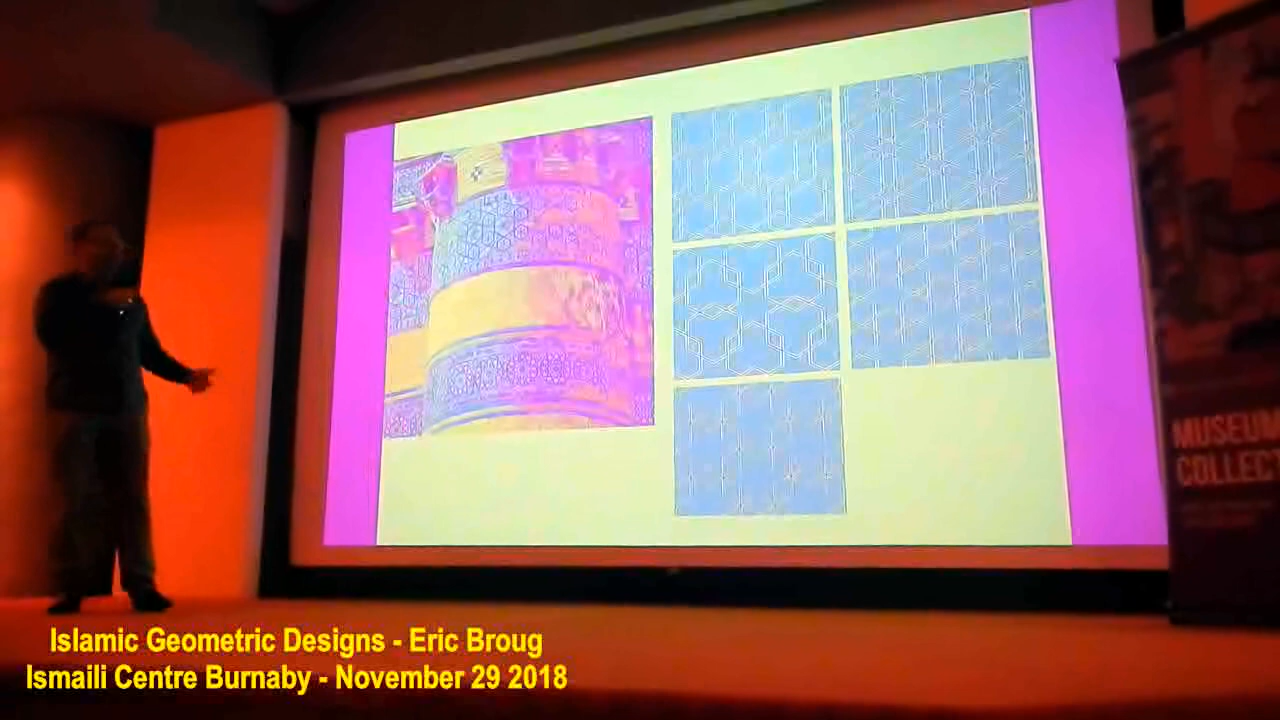 MUSEUM
COLLECT
Islamic Geometric Designs - Eric Broug
Ismaili Centre Burnaby - November 29 2018